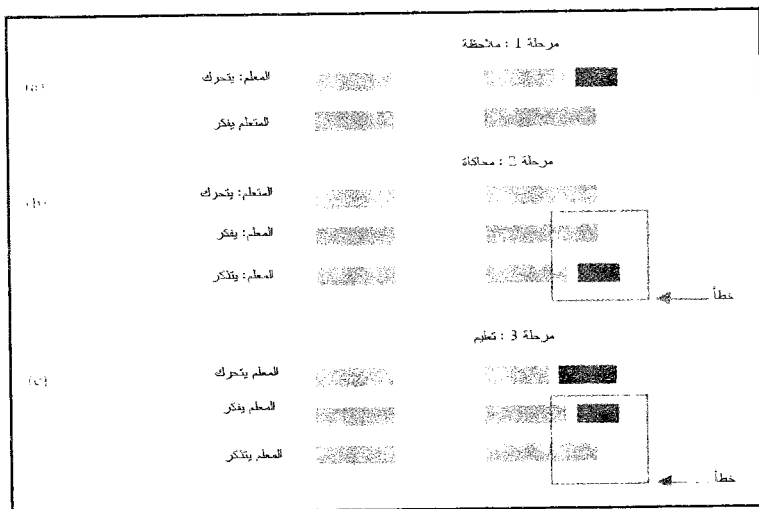 مرحلة 1 : ملاحظة
(a) المعلم: يتحرك
المتعلم يفكر
مرحلة 2 : محاكاة
(b) المتعلم: يتحرك
المعلم: يفكر
المعلم: يتذكر
خطأ
مرحلة 3 : تعليم
(c) المعلم يتحرك
المعلم يفكر
المعلم يتذكر
خطأ